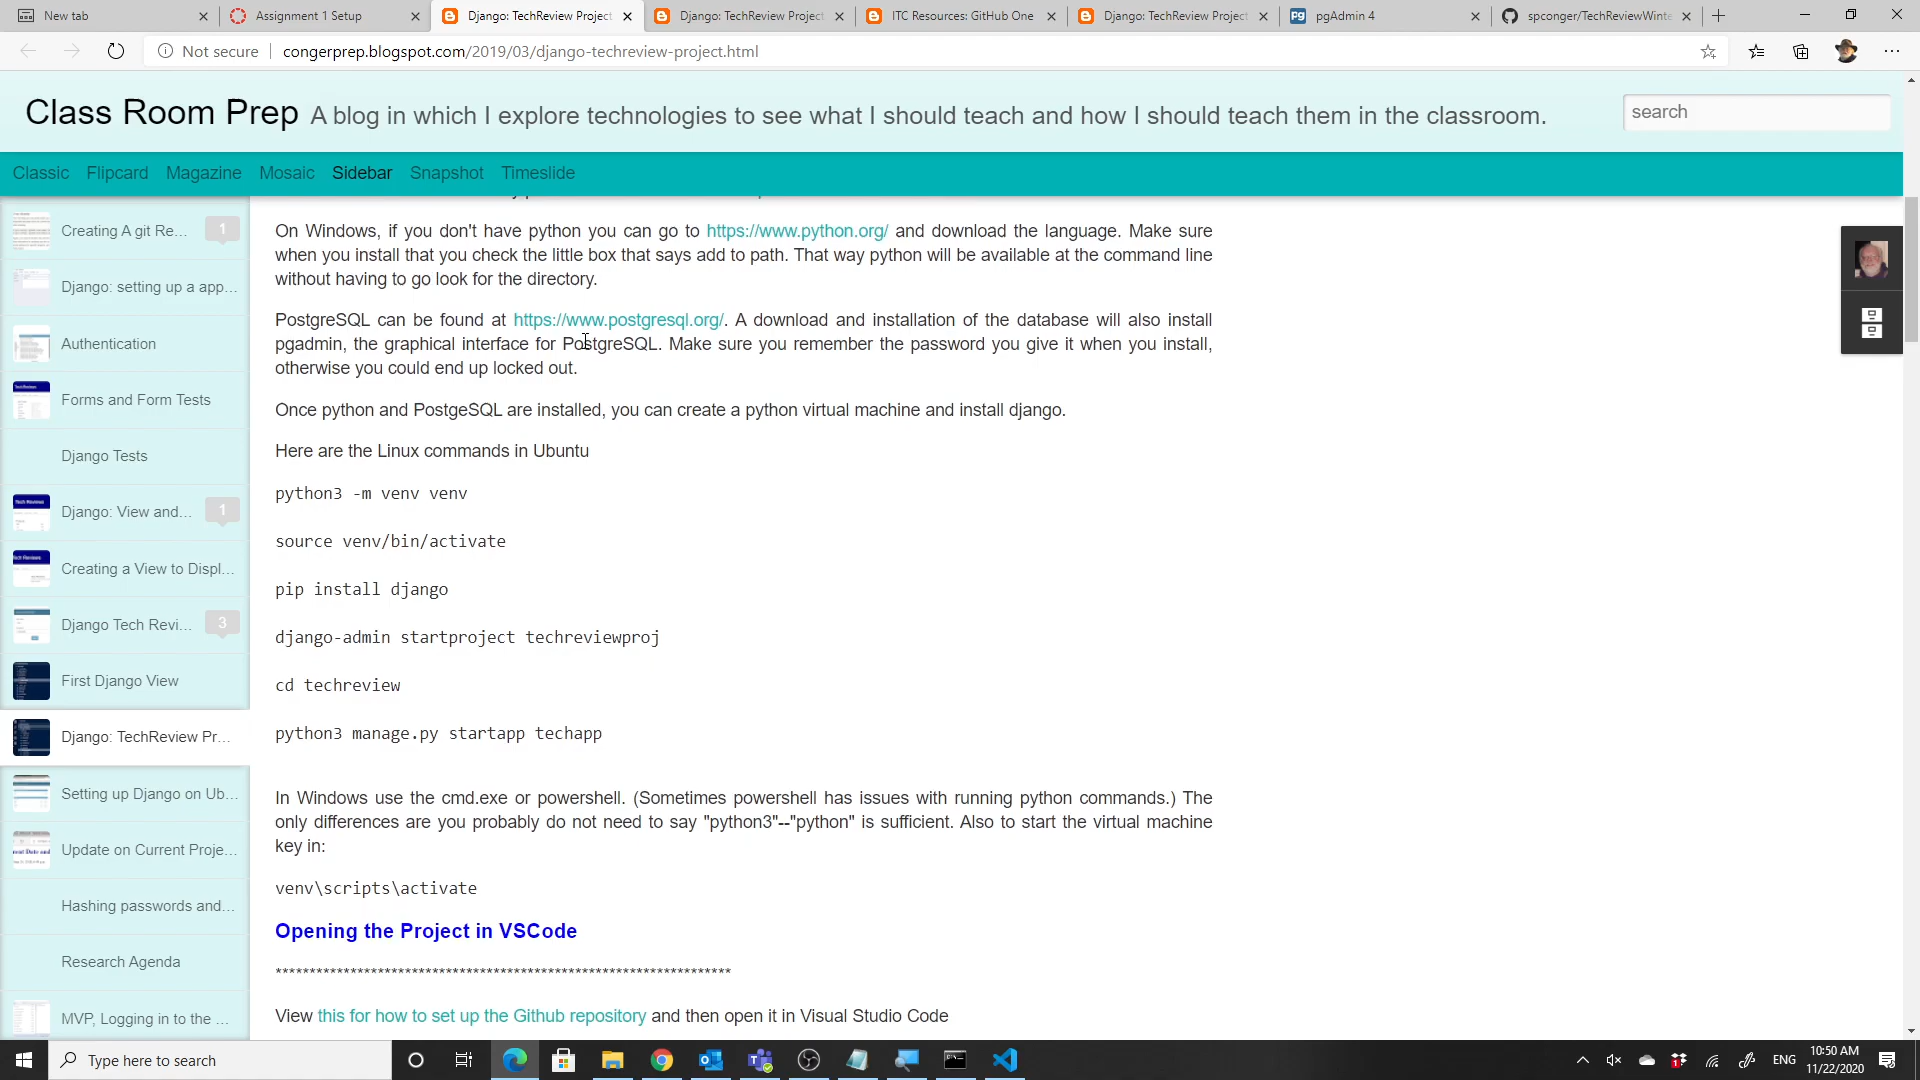 New tab
Assignment 1 Setup
Django: TechReview Project
Django: TechReview Project
ITC Resources: GitHub One
Django: TechReview Project
pgAdmin 4
spconger/TechReviewWinte
Not secure
congerprep.blogspot.com/2019/03/django-techreview-project.html
Class Room Prep
A blog in which I explore technologies to see what I should teach and how I should teach them in the classroom.
search
Classic Flipcard Magazine Mosaic Sidebar Snapshot Timeslide
Creating A git Re... 1
Django: setting up a app...
Authentication
Forms and Form Tests
Django Tests
Django: View and... 1
Creating a View to Displ...
Django Tech Revi... 3
First Django View
Django: TechReview Pr...
Setting up Django on Ub...
Update on Current Proje...
Hashing passwords and...
Research Agenda
MVP, Logging in to the ...
On Windows, if you don't have python you can go to https://www.python.org/ and download the language. Make sure
when you install that you check the little box that says add to path. That way python will be available at the command line
without having to go look for the directory.
PostgreSQL can be found at https://www.postgresql.org/. A download and installation of the database will also install
pgadmin, the graphical interface for PostgreSQL. Make sure you remember the password you give it when you install,
otherwise you could end up locked out.
Once python and PostgeSQL are installed, you can create a python virtual machine and install django.
Here are the Linux commands in Ubuntu
python3 -m venv venv
source venv/bin/activate
pip install django
django-admin startproject techreviewproj
cd techreview
python3 manage.py startapp techapp
In Windows use the cmd.exe or powershell. (Sometimes powershell has issues with running python commands.) The
only differences are you probably do not need to say "python3"--"python" is sufficient. Also to start the virtual machine
key in:
venv\scripts\activate
Opening the Project in VSCode
********************************************************************
View this for how to set up the Github repository and then open it in Visual Studio Code
Type here to search
ENG
10:50 AM
11/22/2020